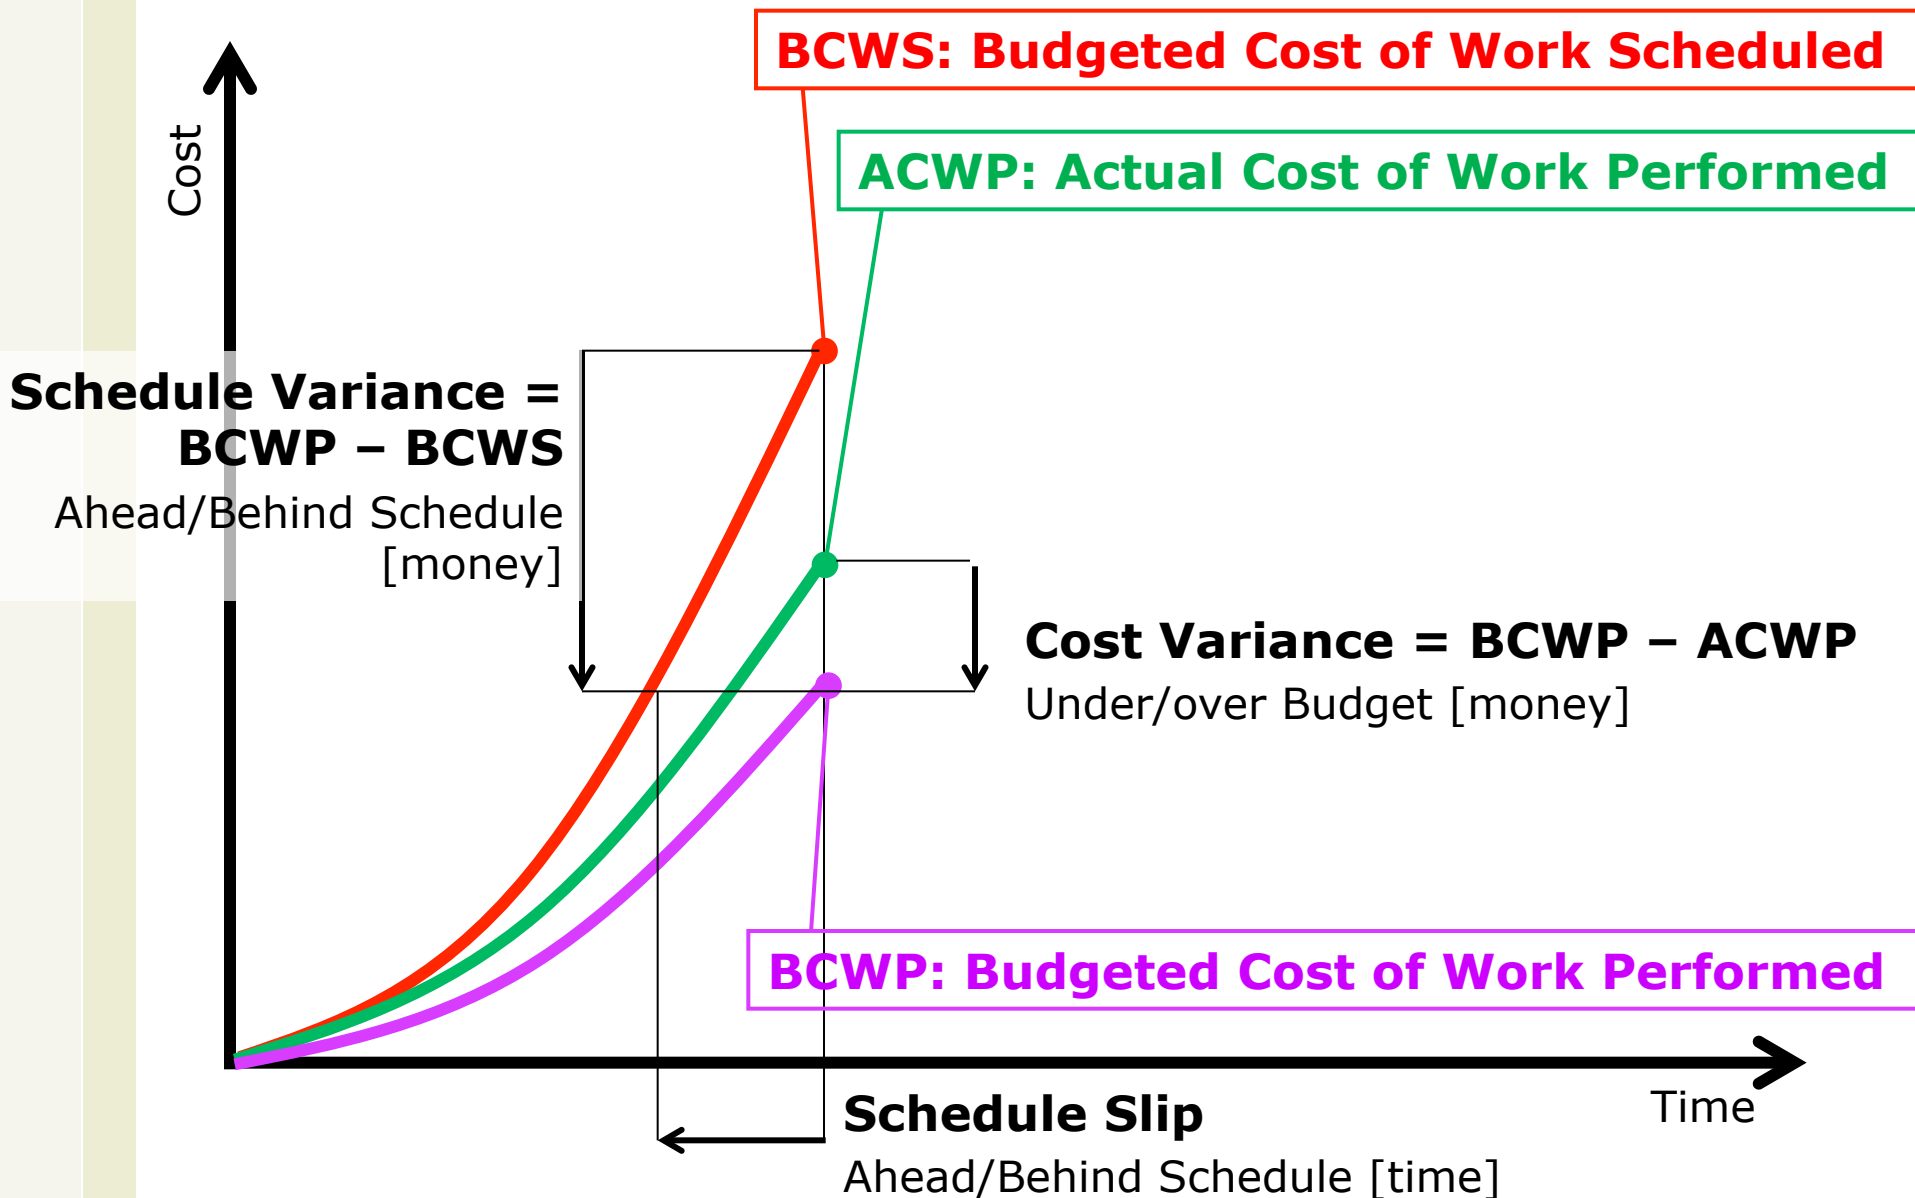 BCWS: Budgeted Cost of Work Scheduled
Cost
ACWP: Actual Cost of Work Performed
Schedule Variance =
BCWP – BCWS
Ahead/Behind Schedule
[money]
Cost Variance = BCWP – ACWP
Under/over Budget [money]
BCWP: Budgeted Cost of Work Performed
Time
Schedule Slip
Ahead/Behind Schedule [time]